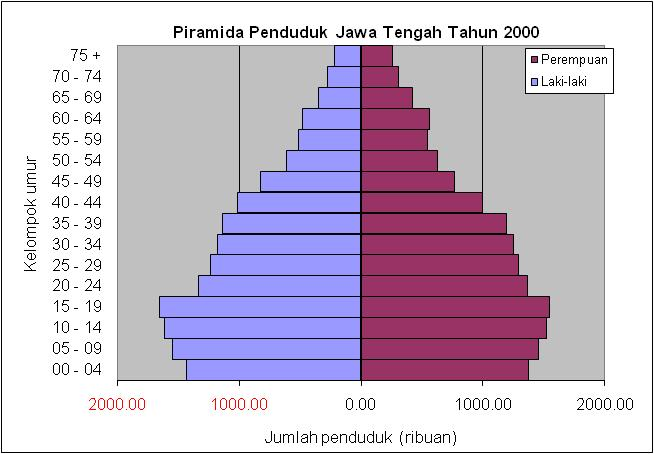 Piramida Penduduk Jawa Tengah Tahun 2000
Perempuan
Laki-laki
Kelompok umur
75 +
70 - 74
65 - 69
60 - 64
55 - 59
50 - 54
45 - 49
40 - 44
35 - 39
30 - 34
25 - 29
20 - 24
15 - 19
10 - 14
05 - 09
00 - 04
2000.00 1000.00 0.00 1000.00 2000.00
Jumlah penduduk (ribuan)